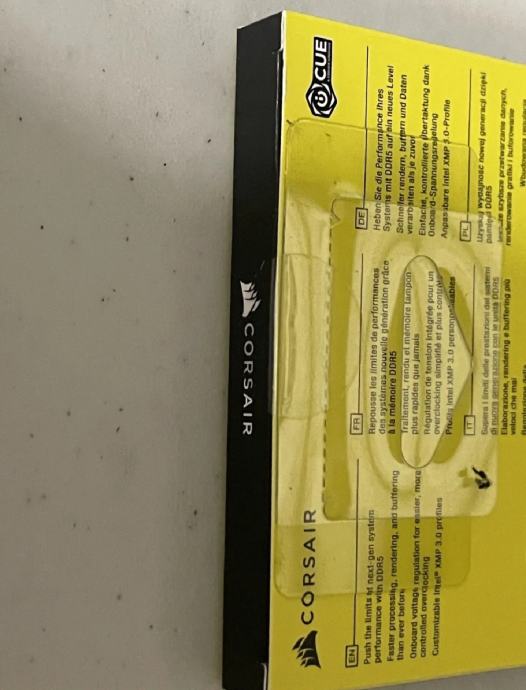 CORSAIR
CORSAIR
iCUE
EN
Push the limits of next-gen system
performance with DDR5
Faster processing, rendering, and buffering
than ever before
Onboard voltage regulation for easier, more
controlled overclocking
Customizable Intel® XMP 3.0 profiles
FR
Repousse les limites de performances
des systèmes nouvelle génération grâce
à la mémoire DDR5
Traitement, rendu et mémoire tampon
plus rapides que jamais
Régulation de tension intégrée pour un
overclocking simplifié et plus contrôlé
Profils Intel XMP 3.0 personnalisables
DE
Heben Sie die Performance Ihres
Systems mit DDR5 auf ein neues Level
Schneller rendern, puffern und Daten
verarbeiten als je zuvor
Einfache, kontrollierte Übertaktung dank
Onboard-Spannungsregelung
Anpassbare Intel XMP 3.0-Profile
IT
Supera i limiti delle prestazioni dei sistemi
di nuova generazione con le unità DDR5
Elaborazione, rendering e buffering più
veloci che mai
PL
Uzyskaj wydajność nowej generacji dzięki
pamięci DDR5
Jeszcze szybsze przetwarzanie danych,
renderowanie grafiki i buforowanie